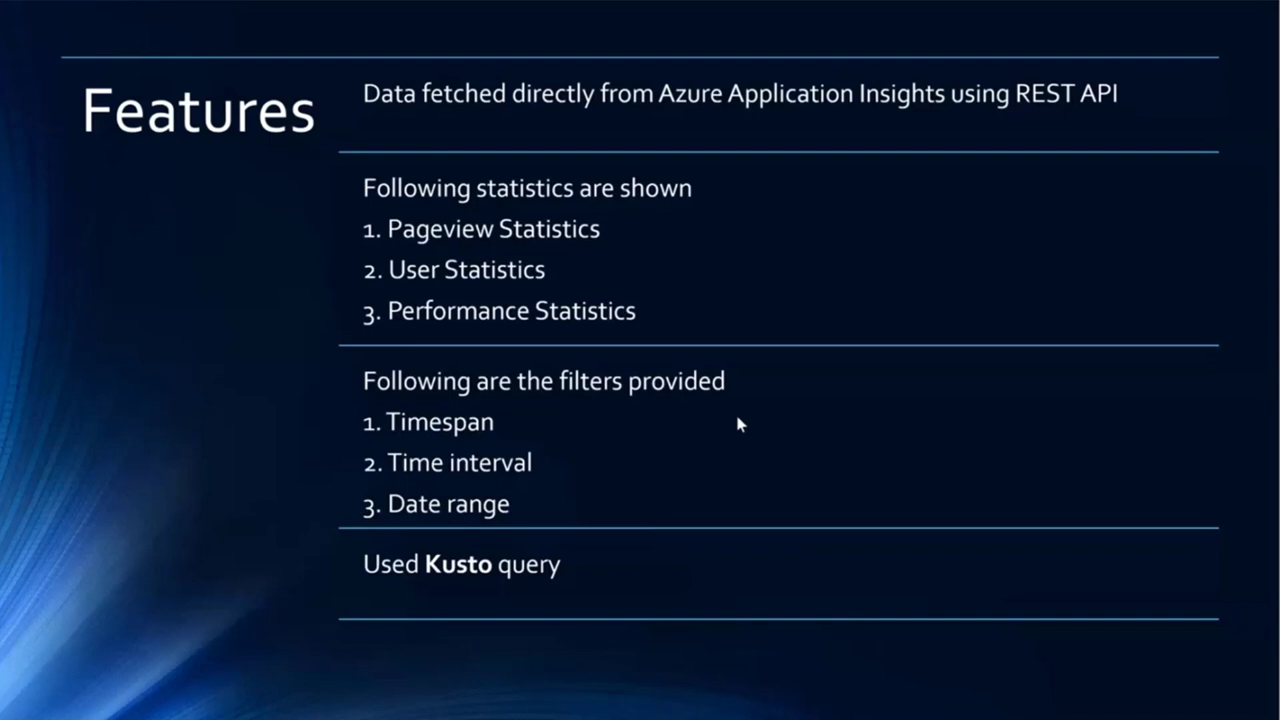 Features
Data fetched directly from Azure Application Insights using REST API
Following statistics are shown
1. Pageview Statistics
2. User Statistics
3. Performance Statistics
Following are the filters provided
1. Timespan
2. Time interval
3. Date range
Used Kusto query